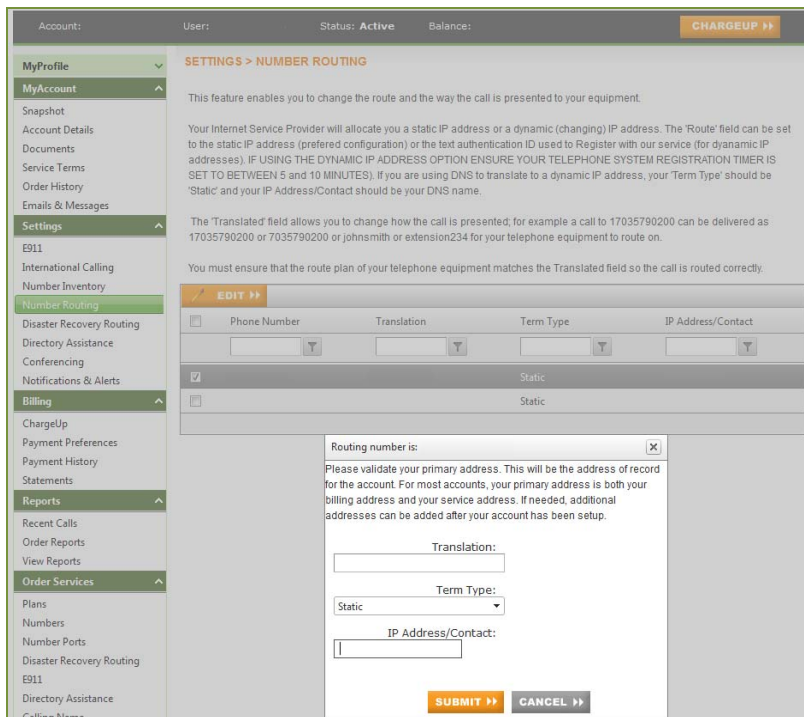 Account:
User:
Status: Active
Balance:
CHARGEUP
MyProfile
MyAccount
Snapshot
Account Details
Documents
Service Terms
Order History
Emails & Messages
Settings
E911
International Calling
Number Inventory
Number Routing
Disaster Recovery Routing
Directory Assistance
Conferencing
Notifications & Alerts
Billing
ChargeUp
Payment Preferences
Payment History
Statements
Reports
Recent Calls
Order Reports
View Reports
Order Services
Plans
Numbers
Number Ports
Disaster Recovery Routing
E911
Directory Assistance
Calling Name
SETTINGS > NUMBER ROUTING
This feature enables you to change the route and the way the call is presented to your equipment.
Your Internet Service Provider will allocate you a static IP address or a dynamic (changing) IP address. The 'Route' field can be set
to the static IP address (prefered configuration) or the text authentication ID used to Register with our service (for dyanamic IP
addresses). IF USING THE DYNAMIC IP ADDRESS OPTION ENSURE YOUR TELEPHONE SYSTEM REGISTRATION TIMER IS
SET TO BETWEEN 5 and 10 MINUTES). If you are using DNS to translate to a dynamic IP address, your 'Term Type' should be
'Static' and your IP Address/Contact should be your DNS name.
The 'Translated' field allows you to change how the call is presented; for example a call to 17035790200 can be delivered as
17035790200 or 7035790200 or johnsmith or extension234 for your telephone equipment to route on.
You must ensure that the route plan of your telephone equipment matches the Translated field so the call is routed correctly.
EDIT
Phone Number
Translation
Term Type
IP Address/Contact
Static
Static
Routing number is:
Please validate your primary address. This will be the address of record
for the account. For most accounts, your primary address is both your
billing address and your service address. If needed, additional
addresses can be added after your account has been setup.
Translation:
Term Type:
Static
IP Address/Contact:
SUBMIT
CANCEL